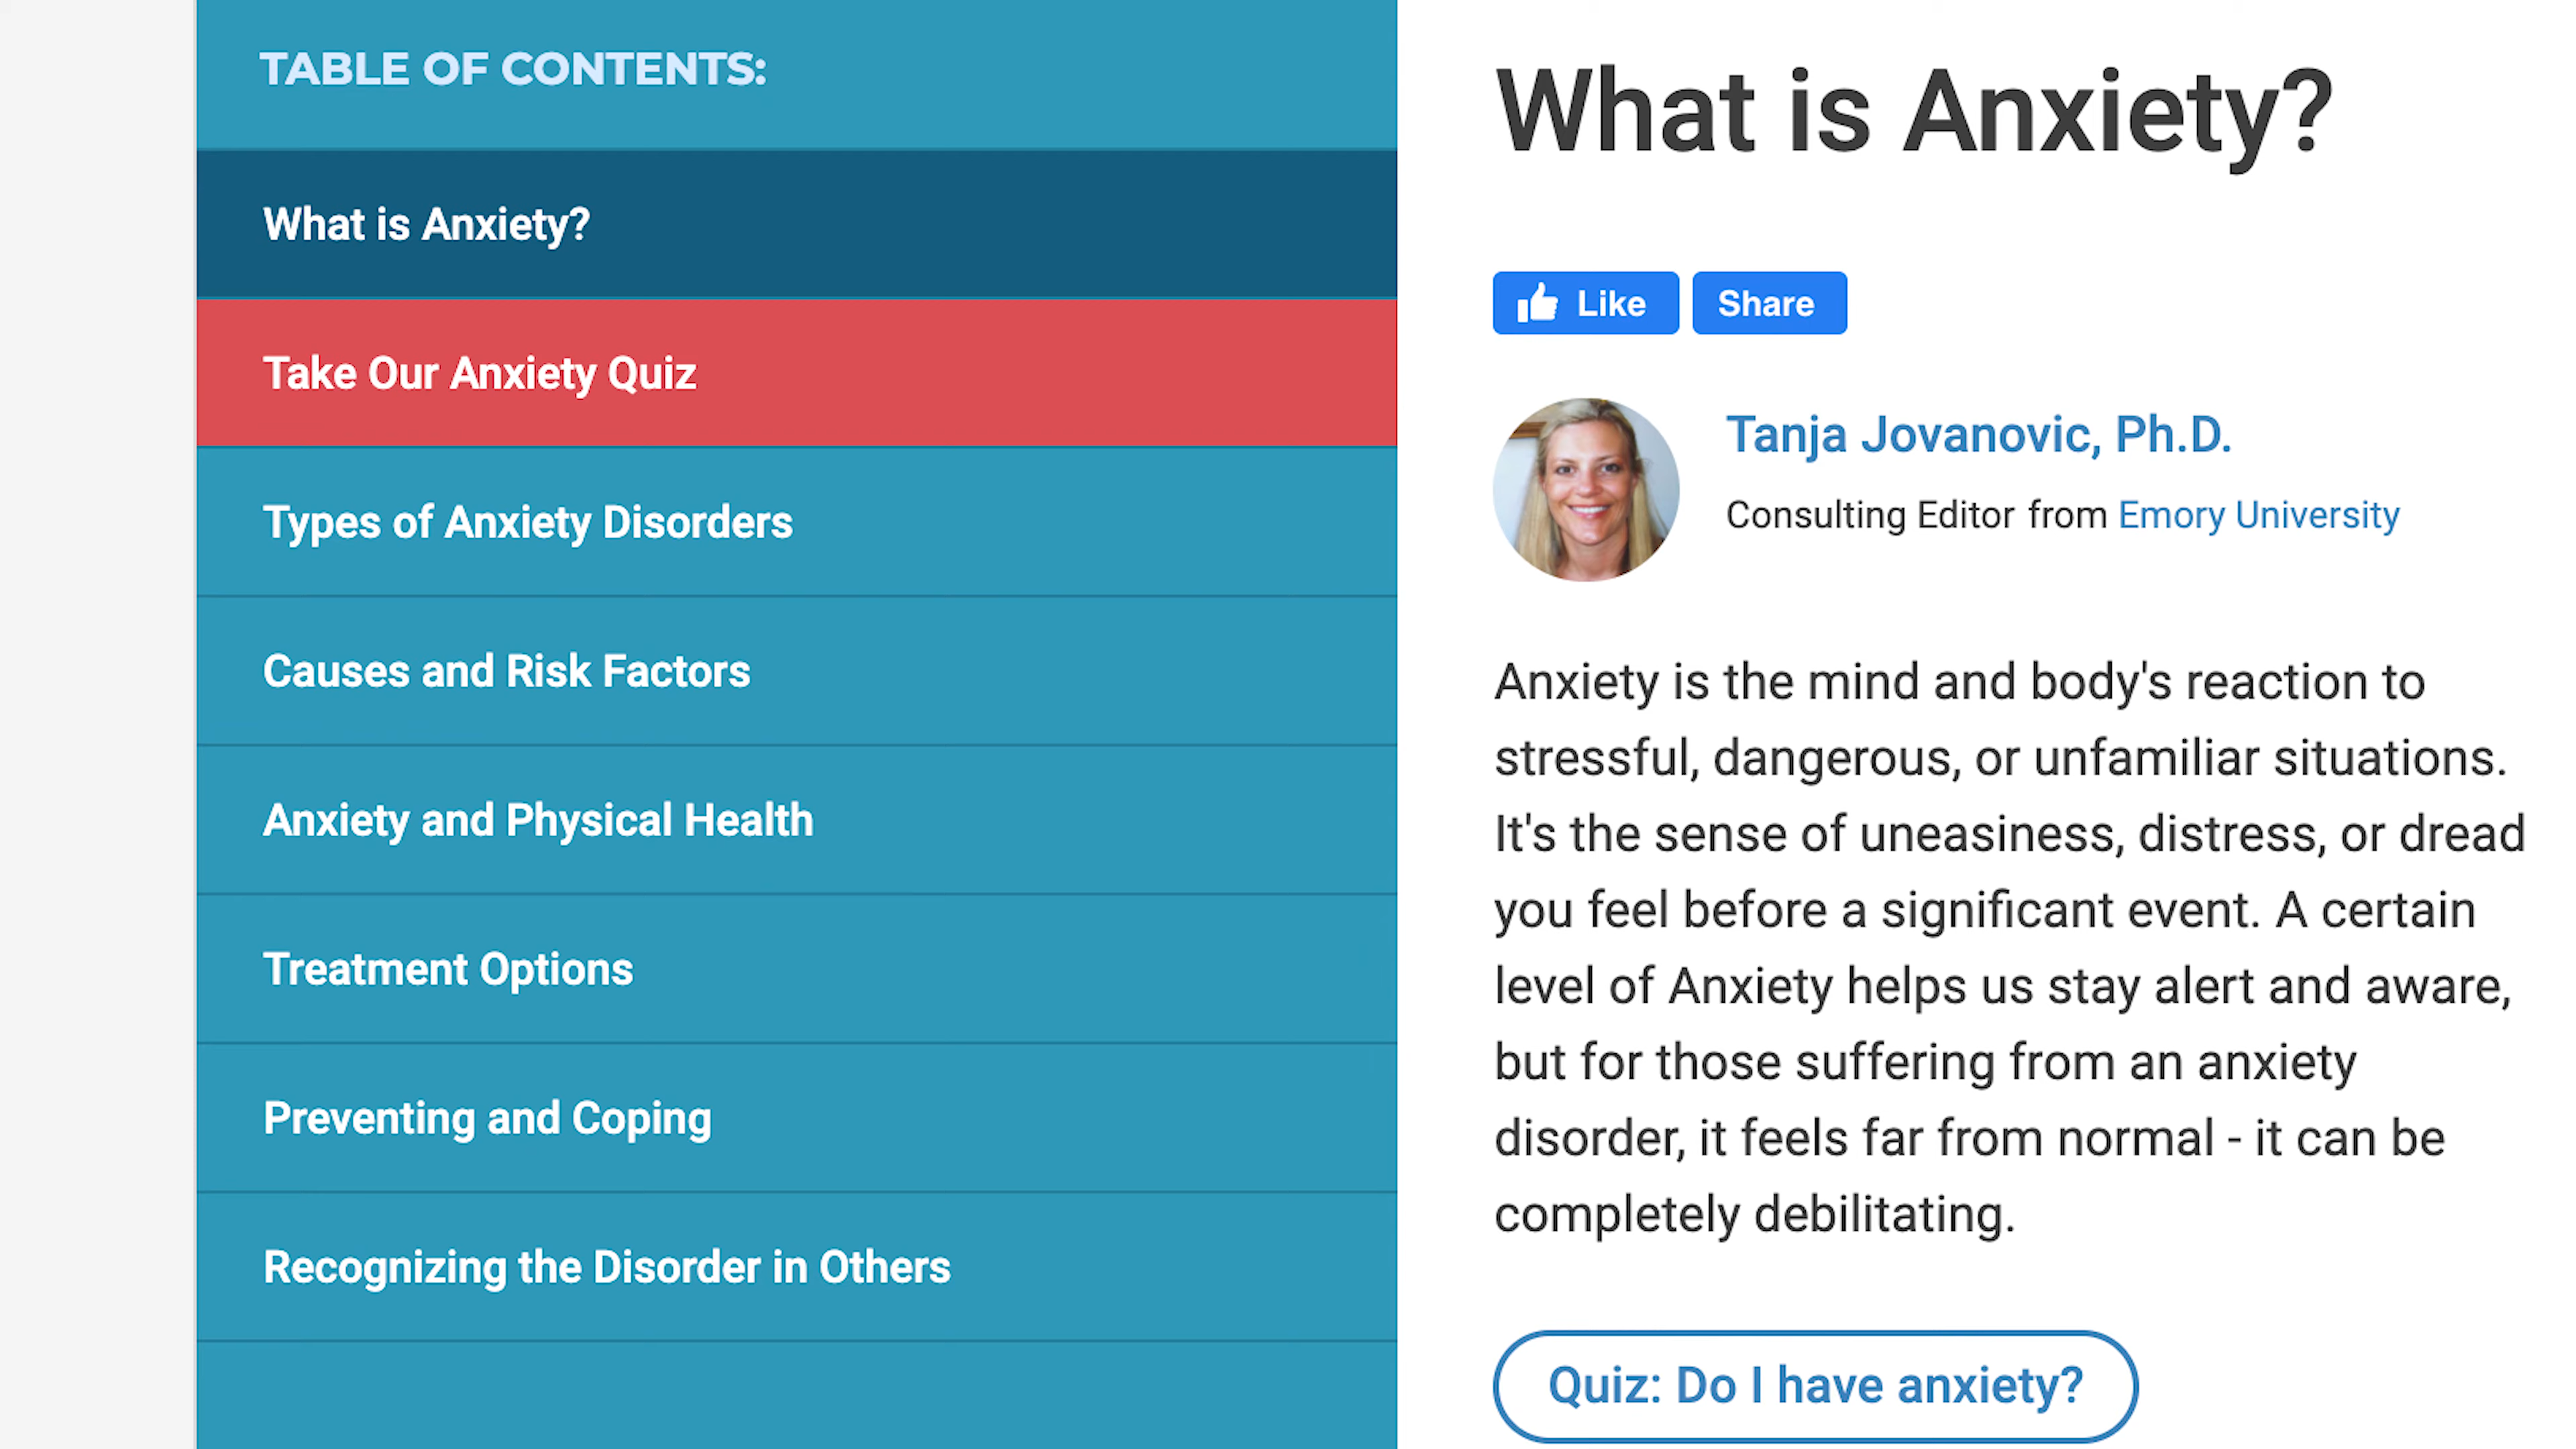 TABLE OF CONTENTS:
What is Anxiety?
Take Our Anxiety Quiz
Types of Anxiety Disorders
Causes and Risk Factors
Anxiety and Physical Health
Treatment Options
Preventing and Coping
Recognizing the Disorder in Others
What is Anxiety?
Like Share
Tanja Jovanovic, Ph.D.
Consulting Editor from Emory University
Anxiety is the mind and body's reaction to
stressful, dangerous, or unfamiliar situations.
It's the sense of uneasiness, distress, or dread
you feel before a significant event. A certain
level of Anxiety helps us stay alert and aware,
but for those suffering from an anxiety
disorder, it feels far from normal - it can be
completely debilitating.
Quiz: Do I have anxiety?